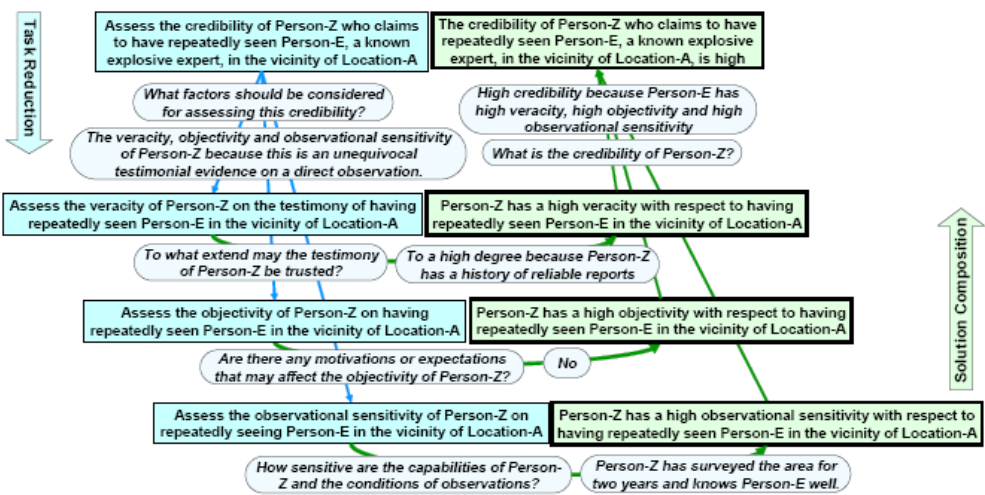 Task Reduction
Assess the credibility of Person-Z who claims
to have repeatedly seen Person-E, a known
explosive expert, in the vicinity of Location-A
The credibility of Person-Z who claims to have
repeatedly seen Person-E, a known explosive
expert, in the vicinity of Location-A, is high
What factors should be considered
for assessing this credibility?
The veracity, objectivity and observational sensitivity
of Person-Z because this is an unequivocal
testimonial evidence on a direct observation.
High credibility because Person-E has
high veracity, high objectivity and high
observational sensitivity
What is the credibility of Person-Z?
Assess the veracity of Person-Z on the testimony of having
repeatedly seen Person-E in the vicinity of Location-A
Person-Z has a high veracity with respect to having
repeatedly seen Person-E in the vicinity of Location-A
To what extend may the testimony
of Person-Z be trusted?
To a high degree because Person-Z
has a history of reliable reports
Assess the objectivity of Person-Z on having
repeatedly seen Person-E in the vicinity of Location-A
Person-Z has a high objectivity with respect to having
repeatedly seen Person-E in the vicinity of Location-A
Are there any motivations or expectations
that may affect the objectivity of Person-Z?
No
Assess the observational sensitivity of Person-Z on
repeatedly seeing Person-E in the vicinity of Location-A
Person-Z has a high observational sensitivity with respect to
having repeatedly seen Person-E in the vicinity of Location-A
How sensitive are the capabilities of Person-
Z and the conditions of observations?
Person-Z has surveyed the area for
two years and knows Person-E well.
Solution Composition